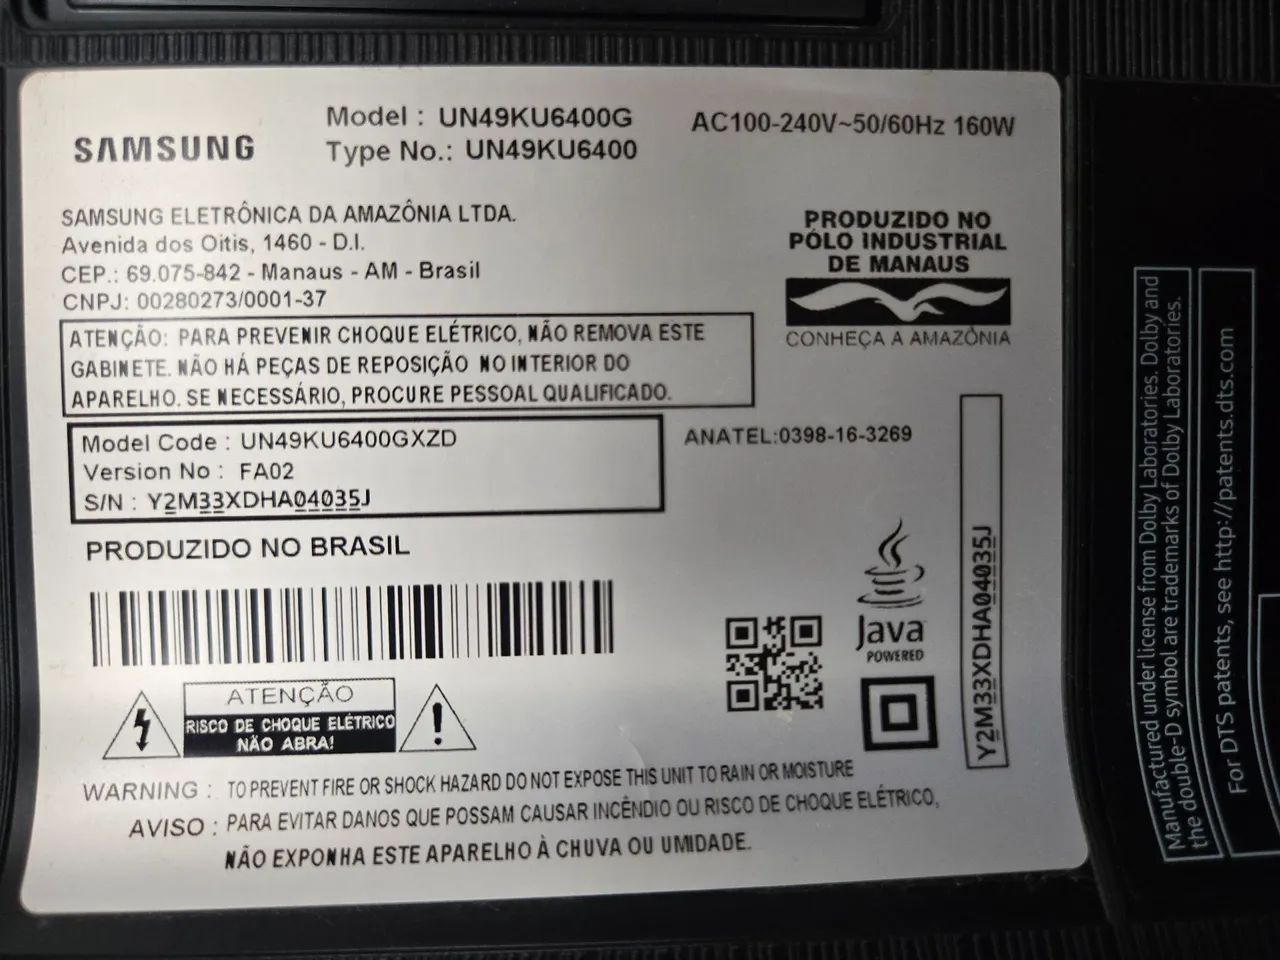 SAMSUNG
Model : UN49KU6400G
Type No.: UN49KU6400
AC100-240V~50/60Hz 160W
SAMSUNG ELETRÔNICA DA AMAZÔNIA LTDA.
Avenida dos Oitis, 1460 - D.I.
CEP.: 69.075-842 - Manaus - AM - Brasil
CNPJ: 00280273/0001-37
PRODUZIDO NO
PÓLO INDUSTRIAL
DE MANAUS
CONHEÇA A AMAZÔNIA
ATENÇÃO: PARA PREVENIR CHOQUE ELÉTRICO, NÃO REMOVA ESTE
GABINETE. NÃO HÁ PEÇAS DE REPOSIÇÃO NO INTERIOR DO
APARELHO. SE NECESSÁRIO, PROCURE PESSOAL QUALIFICADO.
Model Code : UN49KU6400GXZD
Version No : FA02
S/N : Y2M33XDHA04035J
ANATEL:0398-16-3269
PRODUZIDO NO BRASIL
Java
POWERED
Y2M33XDHA04035J
ATENÇÃO
RISCO DE CHOQUE ELÉTRICO
NÃO ABRA!
WARNING : TO PREVENT FIRE OR SHOCK HAZARD DO NOT EXPOSE THIS UNIT TO RAIN OR MOISTURE
AVISO : PARA EVITAR DANOS QUE POSSAM CAUSAR INCÊNDIO OU RISCO DE CHOQUE ELÉTRICO,
NÃO EXPONHA ESTE APARELHO À CHUVA OU UMIDADE.
Manufactured under license from Dolby Laboratories. Dolby and
the double-D symbol are trademarks of Dolby Laboratories.
For DTS patents, see http://patents.dts.com